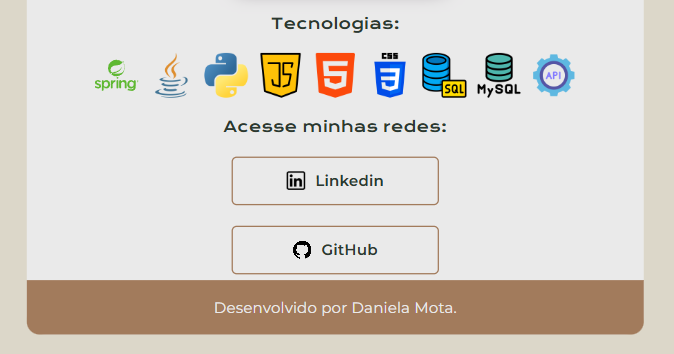 Tecnologias:
spring
JS
5
CSS
3
SQL
MySQL
API
Acesse minhas redes:
in Linkedin
GitHub
Desenvolvido por Daniela Mota.